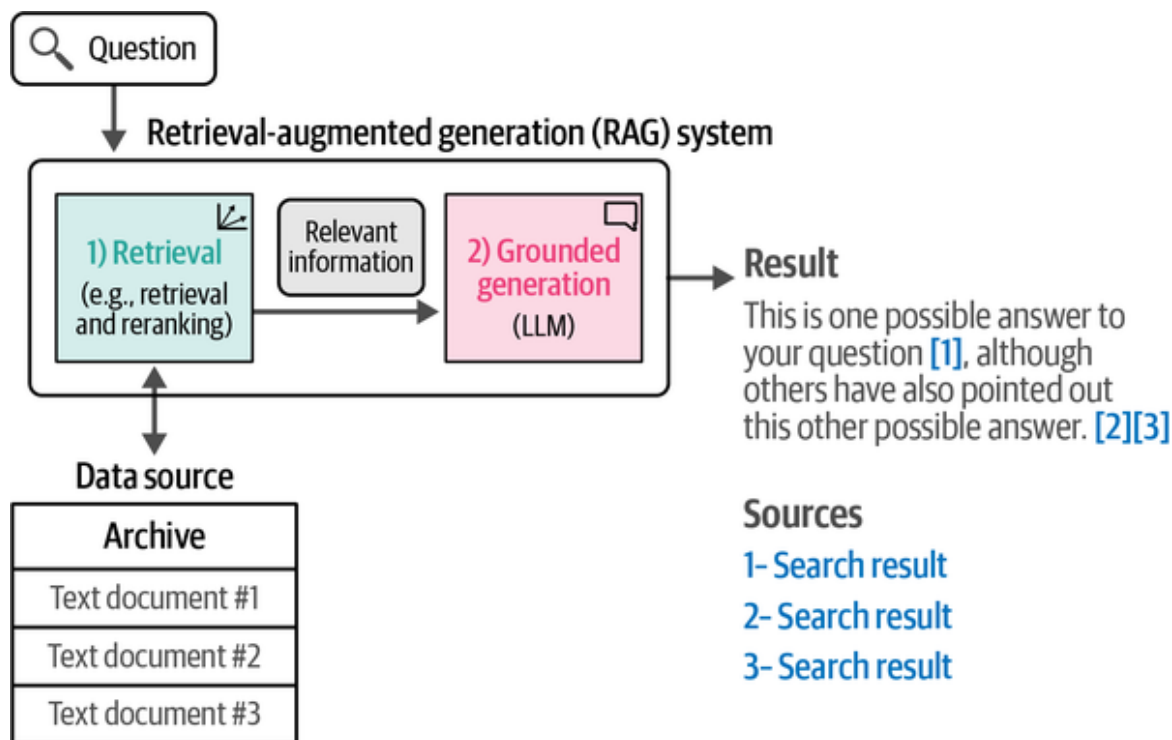 Question
Retrieval-augmented generation (RAG) system
1) Retrieval
(e.g., retrieval
and reranking)
Relevant
information
2) Grounded
generation
(LLM)
Result
This is one possible answer to
your question [1], although
others have also pointed out
this other possible answer. [2][3]
Data source
Archive
Text document #1
Text document #2
Text document #3
Sources
1– Search result
2– Search result
3– Search result